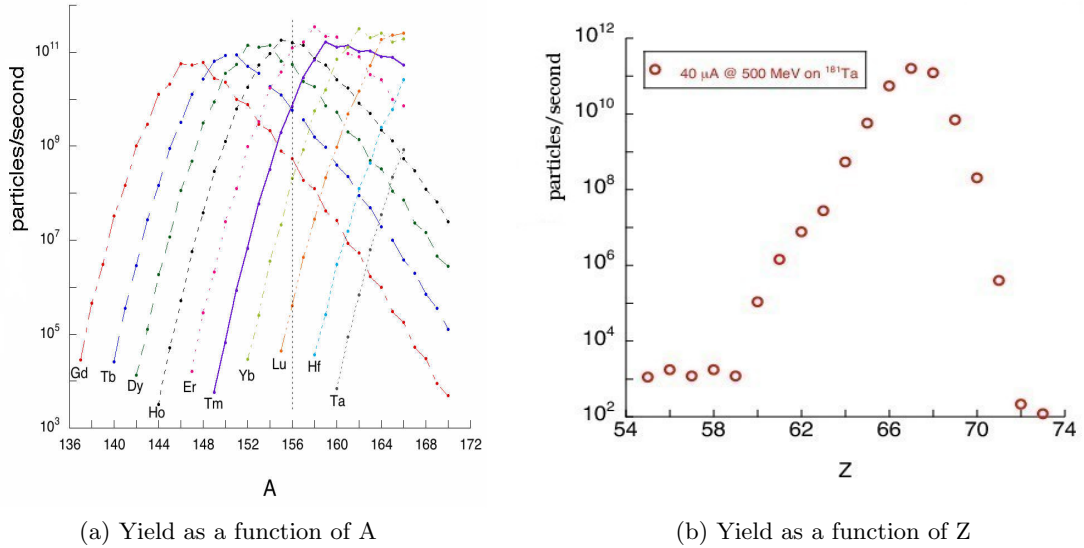 particles/second
10¹¹
10⁹
10⁷
10⁵
10³
Gd
Tb
Dy
Ho
Er
Tm
Yb
Lu
Hf
Ta
136 140 144 148 152 156 160 164 168 172
A
(a) Yield as a function of A
particles/second
10¹²
10¹⁰
10⁸
10⁶
10⁴
10²
40 μA @ 500 MeV on ¹⁸¹Ta
54 58 62 66 70 74
Z
(b) Yield as a function of Z